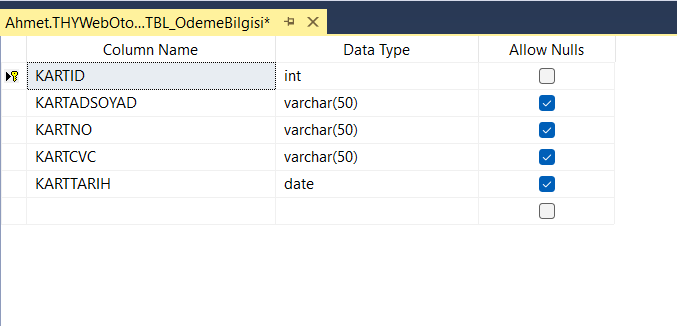 Ahmet.THYWebOto...TBL_OdemeBilgisi*
Column Name Data Type Allow Nulls
KARTID int
KARTADSOYAD varchar(50)
KARTNO varchar(50)
KARTCVC varchar(50)
KARTTARIH date